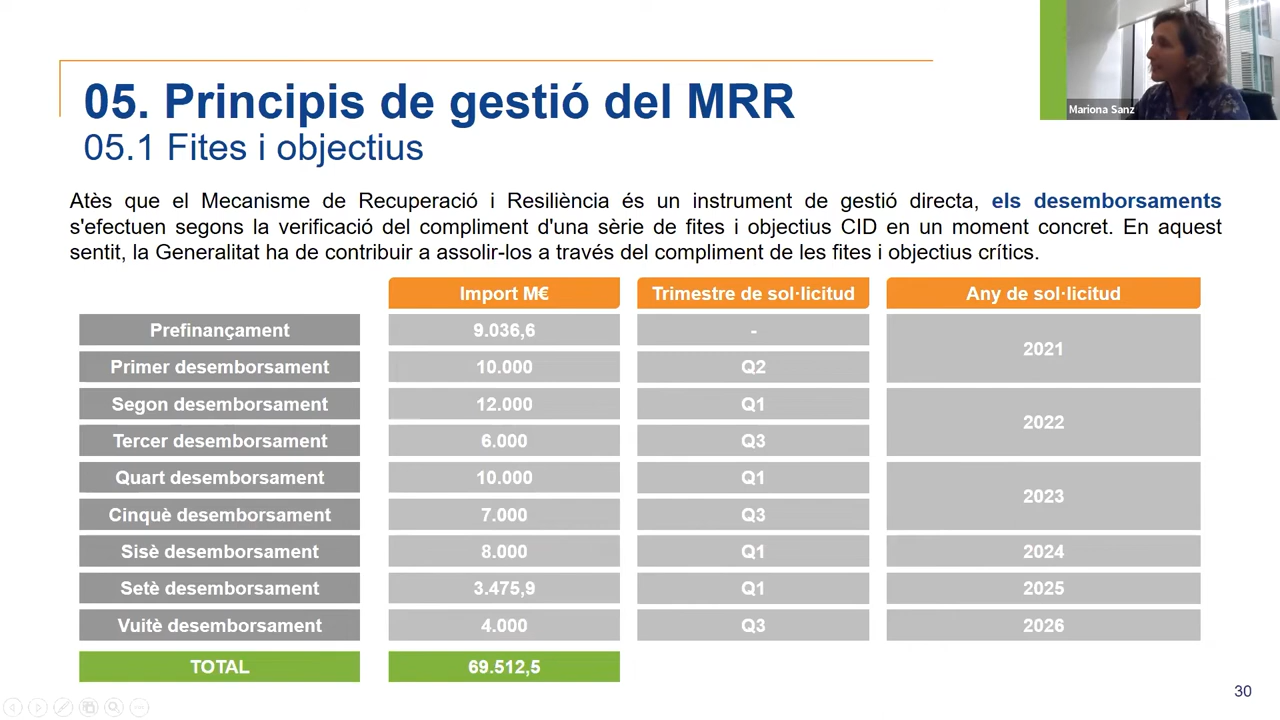 05. Principis de gestió del MRR
05.1 Fites i objectius
Mariona Sanz
Atès que el Mecanisme de Recuperació i Resiliència és un instrument de gestió directa, els desemborsaments
s'efectuen segons la verificació del compliment d'una sèrie de fites i objectius CID en un moment concret. En aquest
sentit, la Generalitat ha de contribuir a assolir-los a través del compliment de les fites i objectius crítics.
Import M€ Trimestre de sol·licitud Any de sol·licitud
Prefinançament 9.036,6 - 2021
Primer desemborsament 10.000 Q2
Segon desemborsament 12.000 Q1 2022
Tercer desemborsament 6.000 Q3
Quart desemborsament 10.000 Q1 2023
Cinquè desemborsament 7.000 Q3
Sisè desemborsament 8.000 Q1 2024
Setè desemborsament 3.475,9 Q1 2025
Vuitè desemborsament 4.000 Q3 2026
TOTAL 69.512,5
30